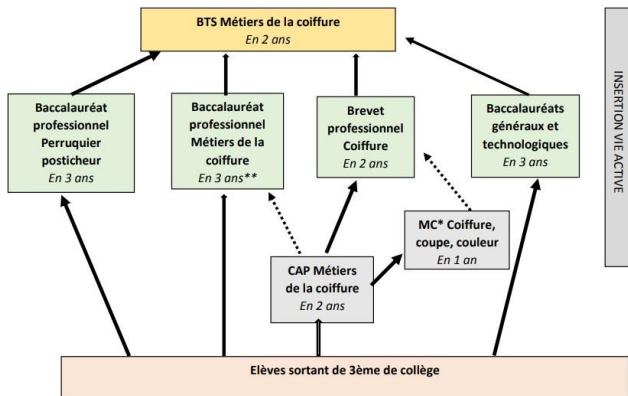 BTS Métiers de la coiffure
En 2 ans
Baccalauréat
professionnel
Perruquier
posticheur
En 3 ans
Baccalauréat
professionnel
Métiers de la
coiffure
En 3 ans**
Brevet
professionnel
Coiffure
En 2 ans
Baccalauréats
généraux et
technologiques
En 3 ans
INSERTION VIE ACTIVE
MC* Coiffure,
coupe, couleur
En 1 an
CAP Métiers
de la coiffure
En 2 ans
Elèves sortant de 3ème de collège